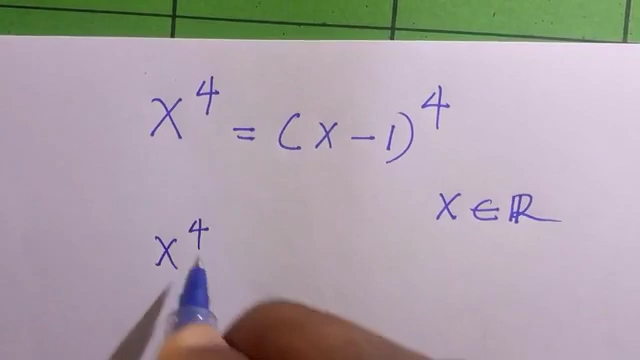 x⁴ = (x − 1)⁴
x ∈ ℝ
x⁴